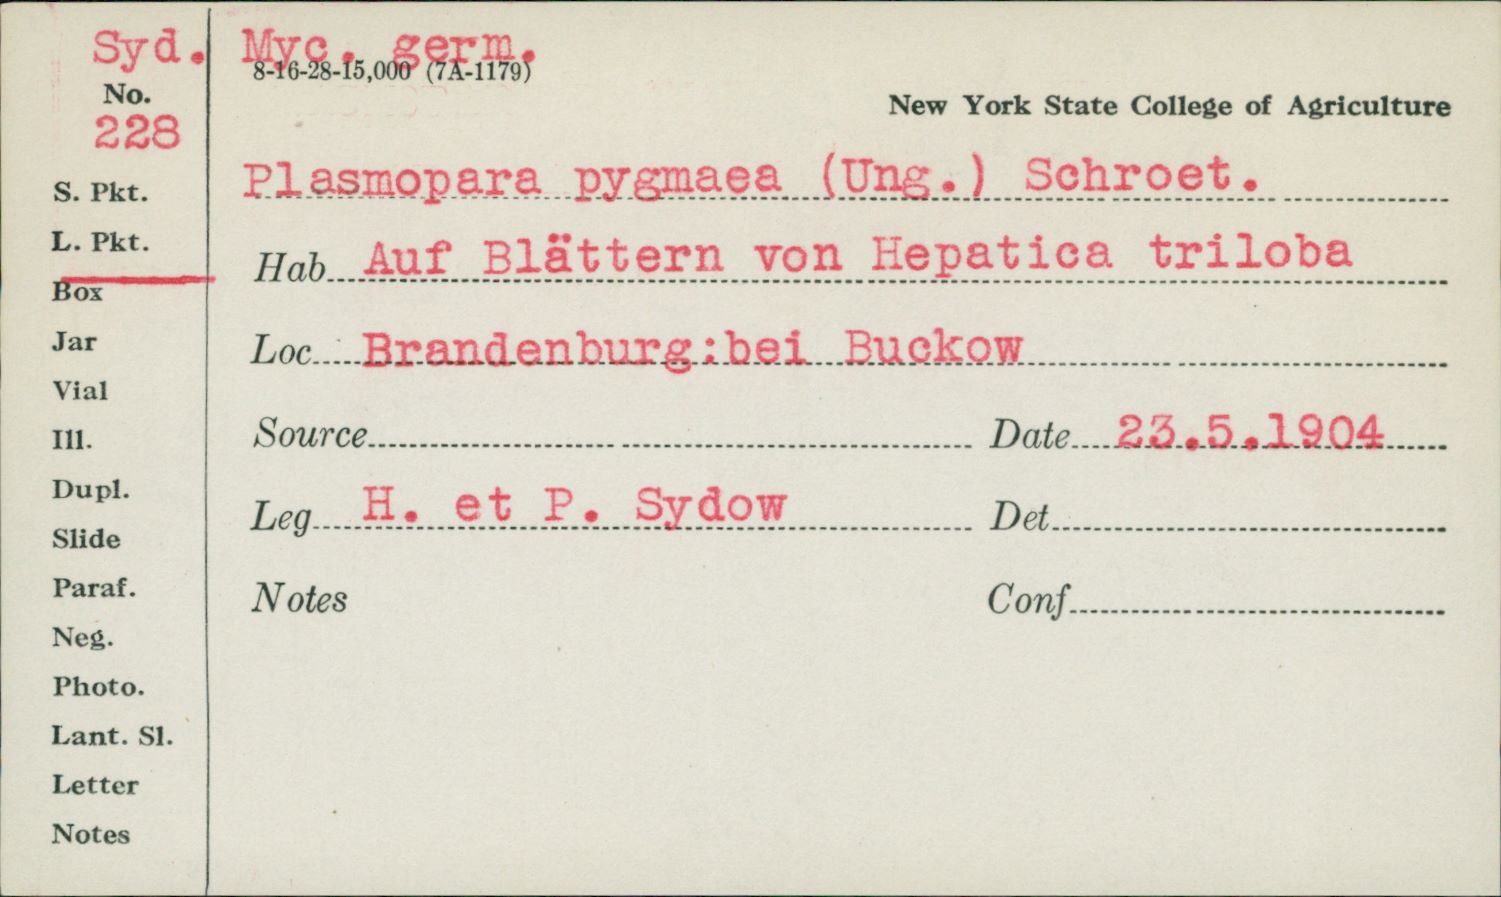 Syd. Myc. germ.
8-16-28-15,000 (7A-1179)
No.
228
New York State College of Agriculture
Plasmopara pygmaea (Ung.) Schroet.
S. Pkt.
L. Pkt.
Hab Auf Blättern von Hepatica triloba
Box
Jar
Loc Brandenburg:bei Buckow
Vial
Ill.
Source
Date 23.5.1904
Dupl.
Leg H. et P. Sydow
Det
Slide
Paraf.
Notes
Conf
Neg.
Photo.
Lant. Sl.
Letter
Notes